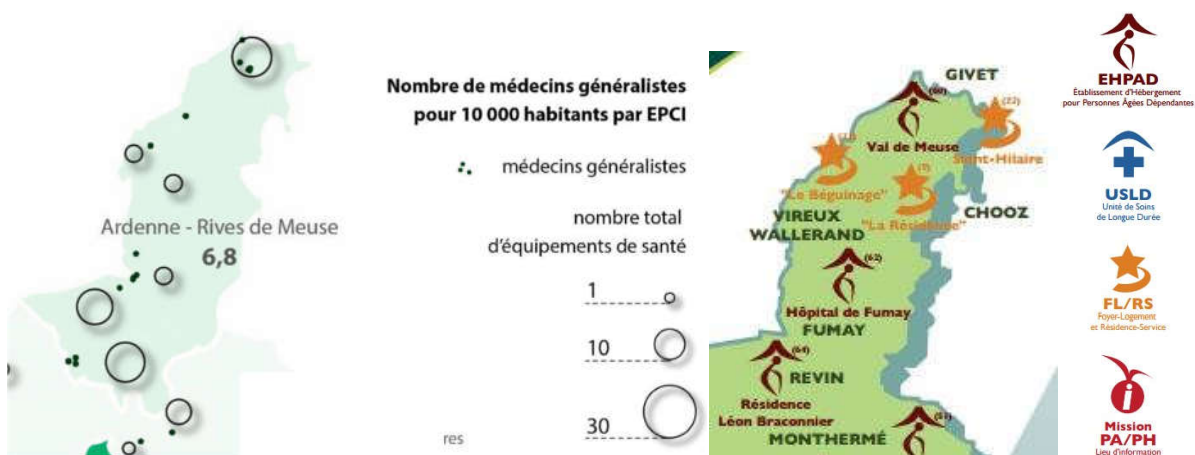 Ardenne - Rives de Meuse
6,8
Nombre de médecins généralistes
pour 10 000 habitants par EPCI
médecins généralistes
nombre total
d'équipements de santé
1
10
30
res
GIVET
(60)
Val de Meuse
(22)
Saint-Hilaire
"Le Béguinage"
"La Résidence"
CHOOZ
VIREUX
WALLERAND
(62)
Hôpital de Fumay
FUMAY
(64)
REVIN
Résidence
Léon Braconnier
MONTHERMÉ
EHPAD
Établissement d'Hébergement
pour Personnes Âgées Dépendantes
USLD
Unité de Soins
de Longue Durée
FL/RS
Foyer-Logement
et Résidence-Service
Mission
PA/PH
Lieu d'information